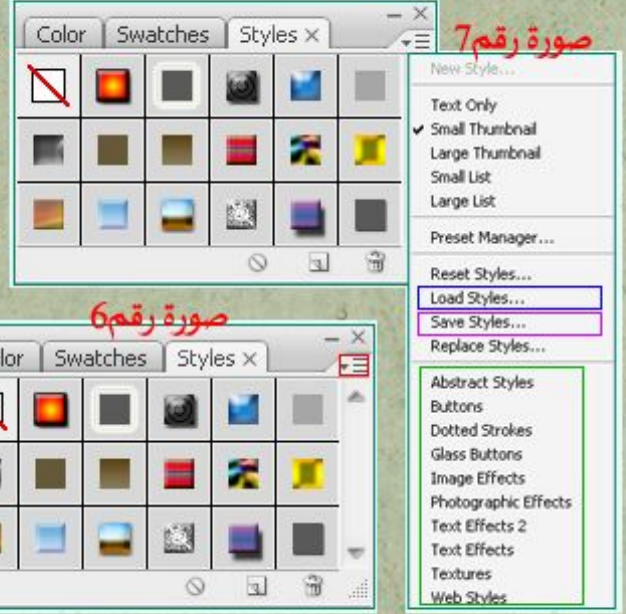 Color Swatches Styles ×
صورة رقم7
New Style...
Text Only
Small Thumbnail
Large Thumbnail
Small List
Large List
Preset Manager...
Reset Styles...
Load Styles...
Save Styles...
Replace Styles...
Abstract Styles
Buttons
Dotted Strokes
Glass Buttons
Image Effects
Photographic Effects
Text Effects 2
Text Effects
Textures
Web Styles
صورة رقم6
lor Swatches Styles ×